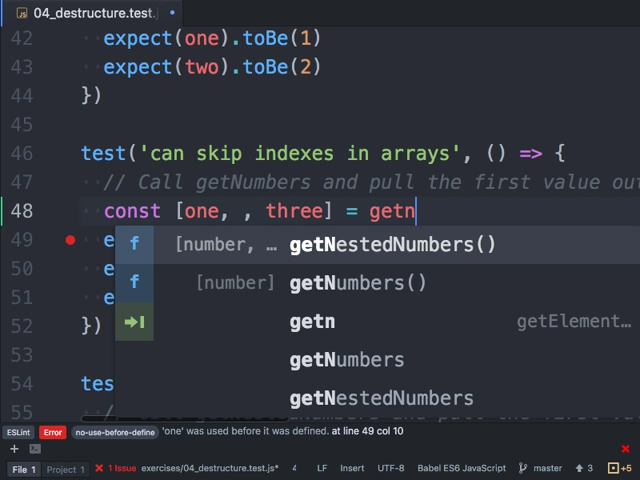 04_destructure.test.j
42 expect(one).toBe(1)
43 expect(two).toBe(2)
44 })
45
46 test('can skip indexes in arrays', () => {
47 // Call getNumbers and pull the first value out
48 const [one, , three] = getn
49 e
f [number, … getNestedNumbers()
50 e
f [number] getNumbers()
51 e
getn getElement…
52 })
53 getNumbers
54 tes
getNestedNumbers
55 //
ESLint Error no-use-before-define 'one' was used before it was defined. at line 49 col 10
File 1 Project 1 1 Issue exercises/04_destructure.test.js* 4 LF Insert UTF-8 Babel ES6 JavaScript master 3 +5